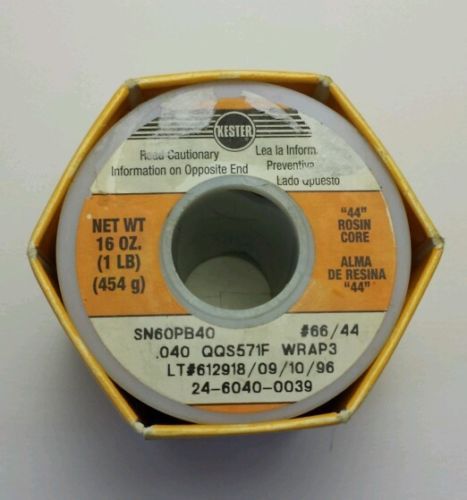 KESTER
Read Cautionary
Information on Opposite End
Lea la Inform
Preventiva
Lado Opuesto
NET WT
16 OZ.
(1 LB)
(454 g)
"44"
ROSIN
CORE
ALMA
DE RESINA
"44"
SN60PB40 #66/44
.040 QQS571F WRAP3
LT#612918/09/10/96
24-6040-0039